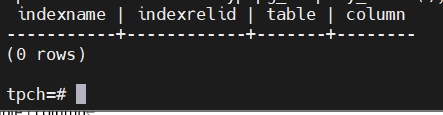 indexname | indexrelid | table | column
-----------+------------+-------+--------
(0 rows)
tpch=#